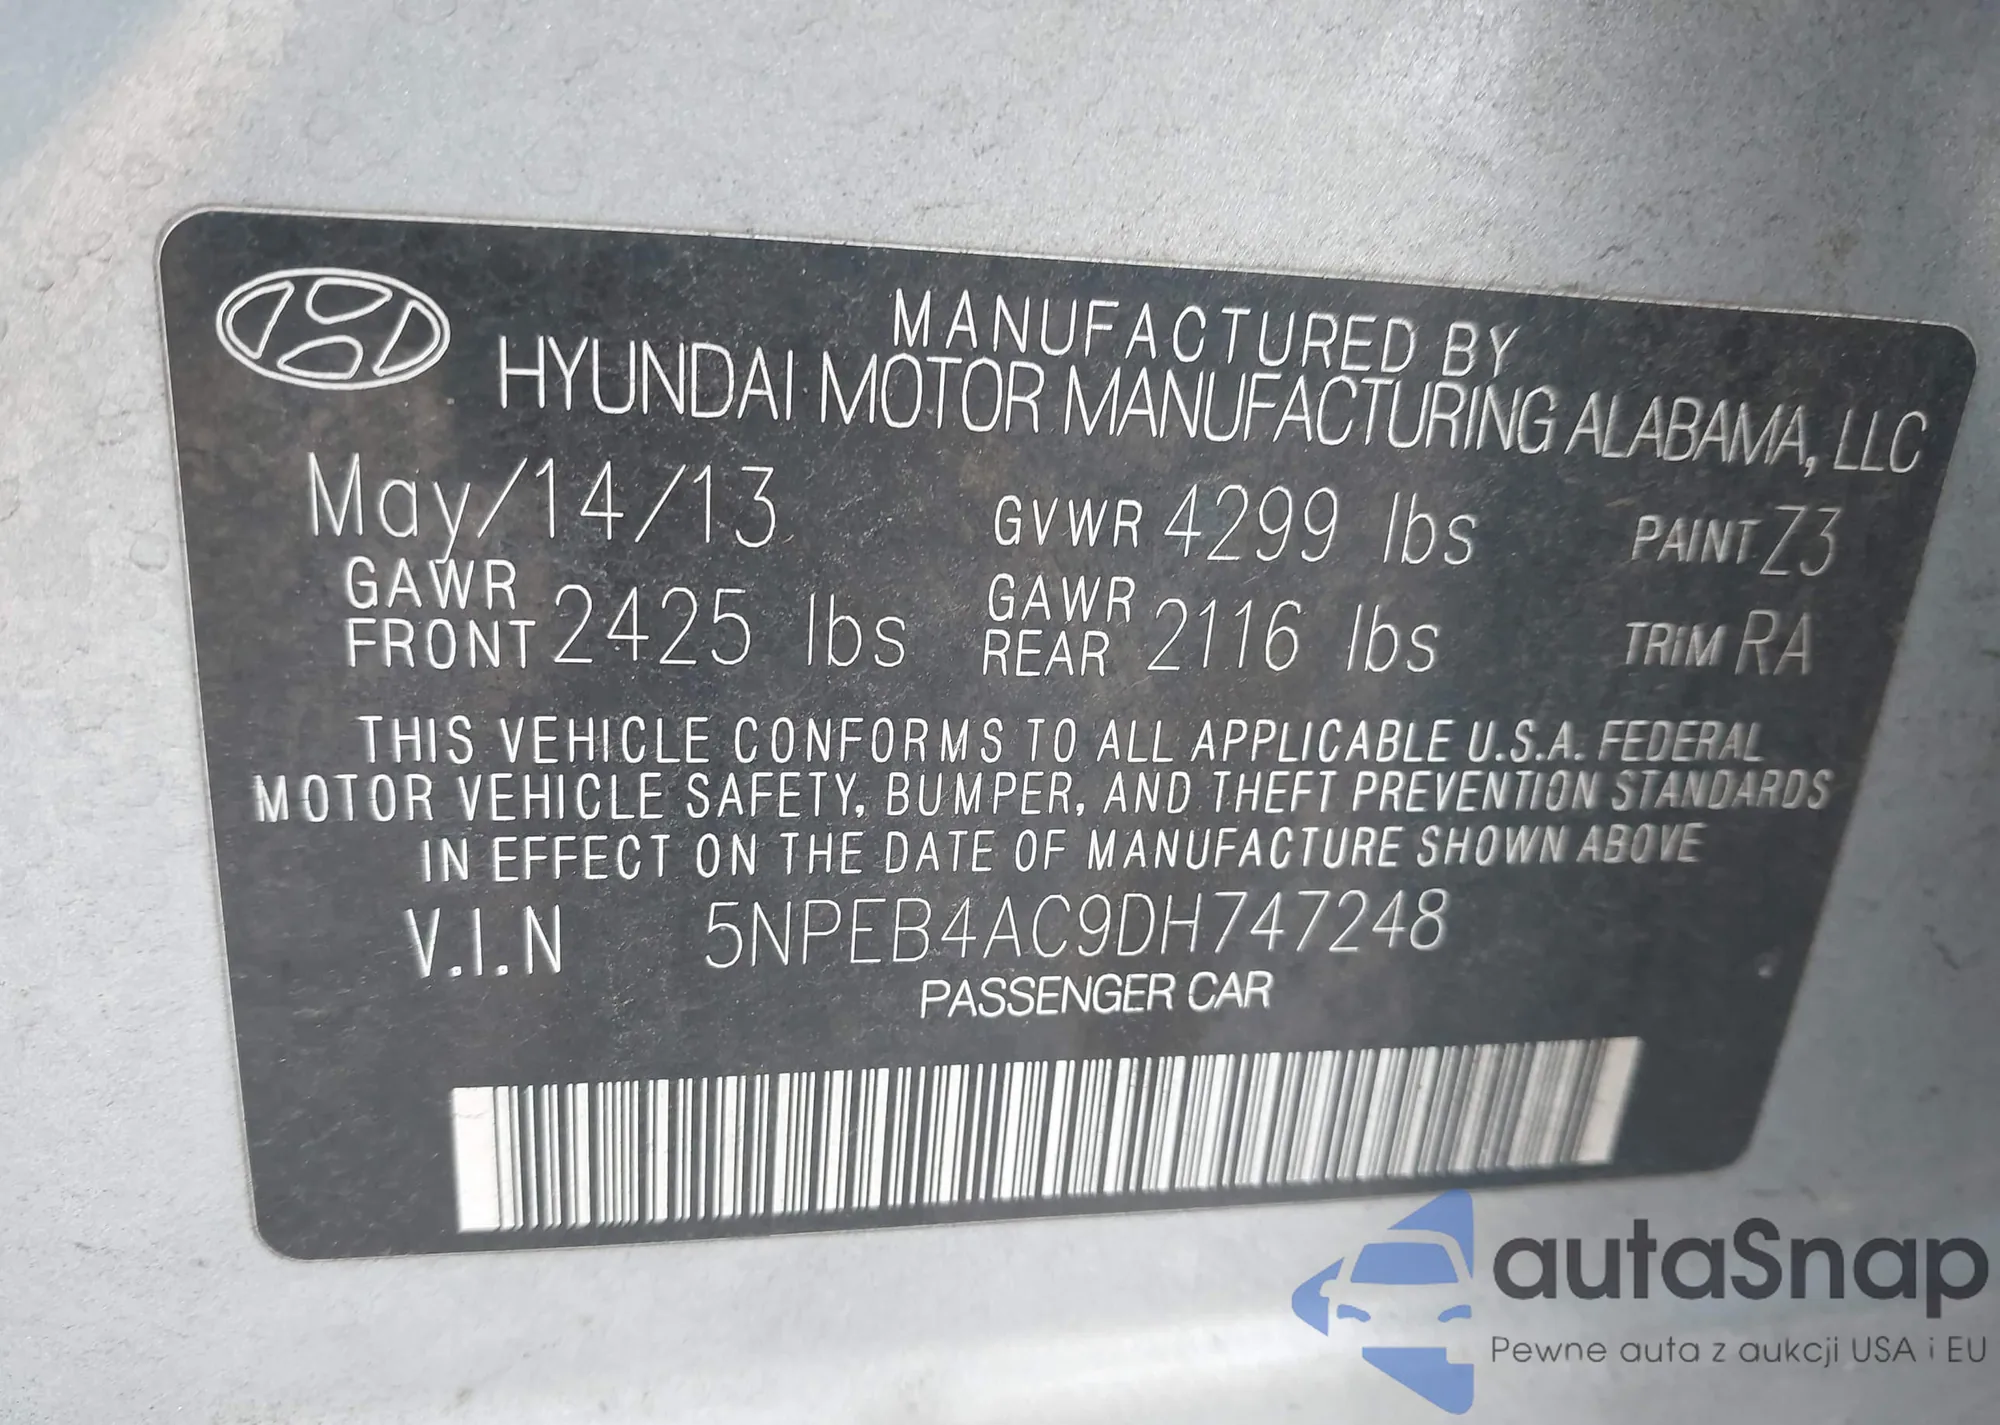 MANUFACTURED BY
HYUNDAI MOTOR MANUFACTURING ALABAMA, LLC
May/14/13 GVWR 4299 lbs PAINT Z3
GAWR FRONT 2425 lbs GAWR REAR 2116 lbs TRIM RA
THIS VEHICLE CONFORMS TO ALL APPLICABLE U.S.A. FEDERAL
MOTOR VEHICLE SAFETY, BUMPER, AND THEFT PREVENTION STANDARDS
IN EFFECT ON THE DATE OF MANUFACTURE SHOWN ABOVE
V.I.N 5NPEB4AC9DH747248
PASSENGER CAR
autaSnap
Pewne auta z aukcji USA i EU